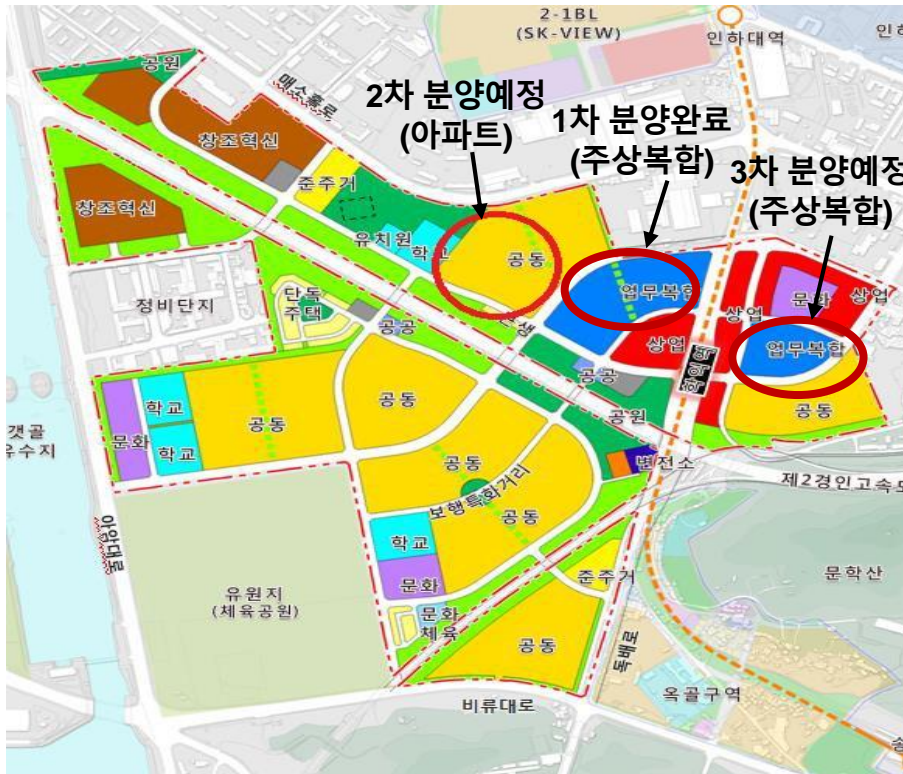 2-1BL
(SK-VIEW)
인하대역
인하
공원
매소홀로
2차 분양예정
(아파트)
1차 분양완료
(주상복합)
3차 분양예정
(주상복합)
창조혁신
준주거
창조혁신
유치원
학교
공동
업무복합
문화
상업
상업
정비단지
단독
주택
공공
상업
업무복합
학익역
공공
공원
공동
학교
문화
학교
공동
공동
갯골
유수지
공동
변전소
제2경인고속도
보행특화거리
공동
아암대로
학교
문화
준주거
문학산
유원지
(체육공원)
문화
체육
공동
독배로
옥골구역
비류대로
송